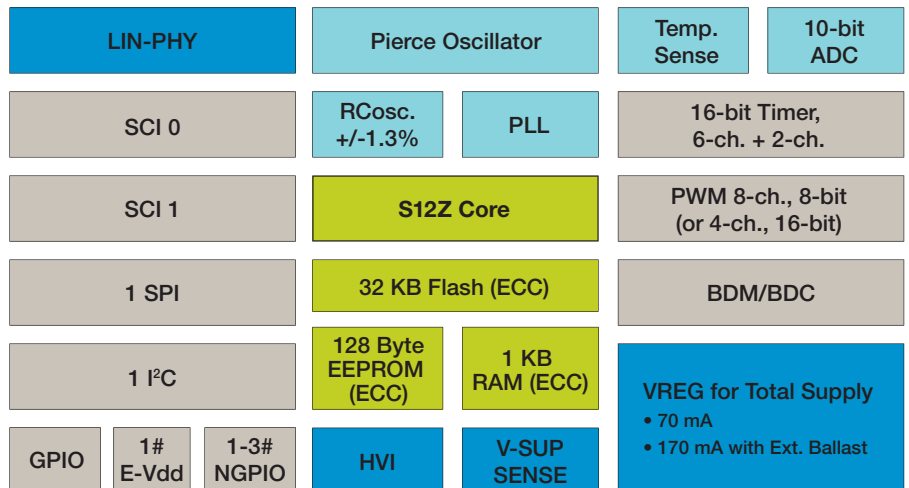 LIN-PHY
Pierce Oscillator
Temp.
Sense
10-bit
ADC
SCI 0
RCosc.
+/-1.3%
PLL
16-bit Timer,
6-ch. + 2-ch.
SCI 1
S12Z Core
PWM 8-ch., 8-bit
(or 4-ch., 16-bit)
1 SPI
32 KB Flash (ECC)
BDM/BDC
1 I²C
128 Byte
EEPROM
(ECC)
1 KB
RAM (ECC)
VREG for Total Supply
• 70 mA
• 170 mA with Ext. Ballast
GPIO
1#
E-Vdd
1-3#
NGPIO
HVI
V-SUP
SENSE